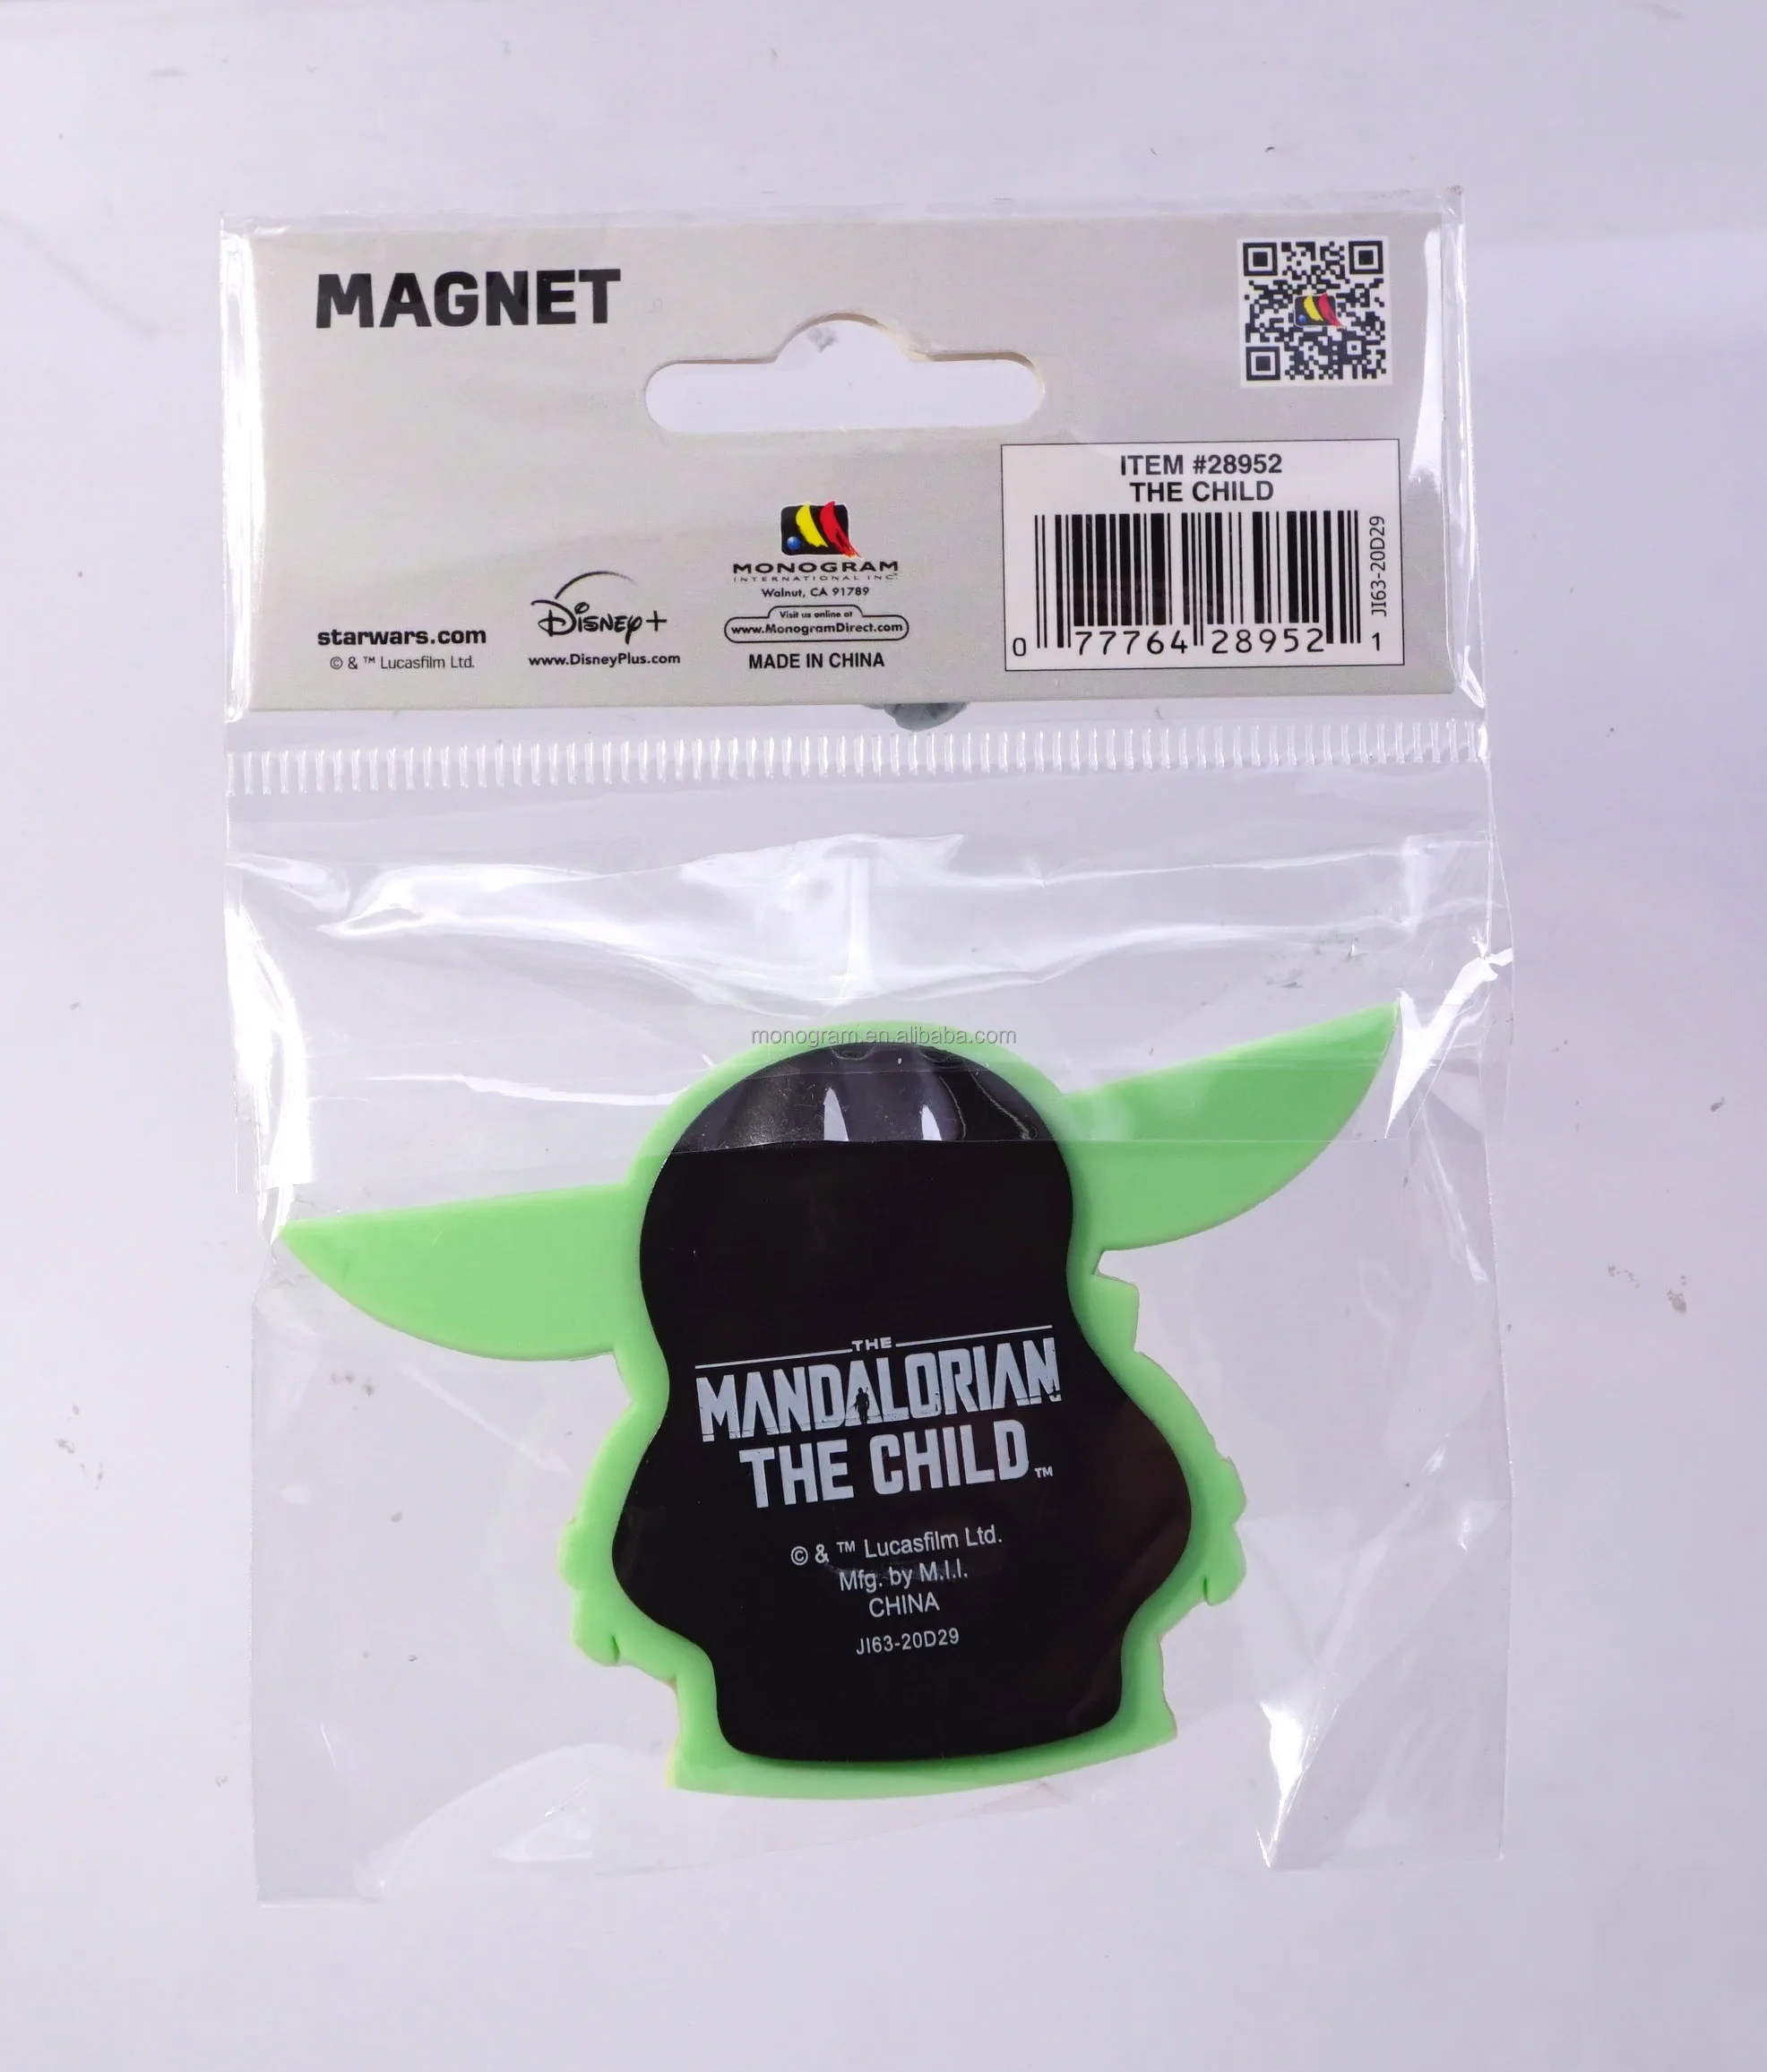 MAGNET
ITEM #28952
THE CHILD
JI63-20D29
0 77764 28952 1
MONOGRAM
INTERNATIONAL INC.
Walnut, CA 91789
Visit us online at
www.MonogramDirect.com
MADE IN CHINA
Disney+
www.DisneyPlus.com
starwars.com
© & ™ Lucasfilm Ltd.
monogram.en.alibaba.com
THE
MANDALORIAN
THE CHILD™
© & ™ Lucasfilm Ltd.
Mfg. by M.I.I.
CHINA
JI63-20D29